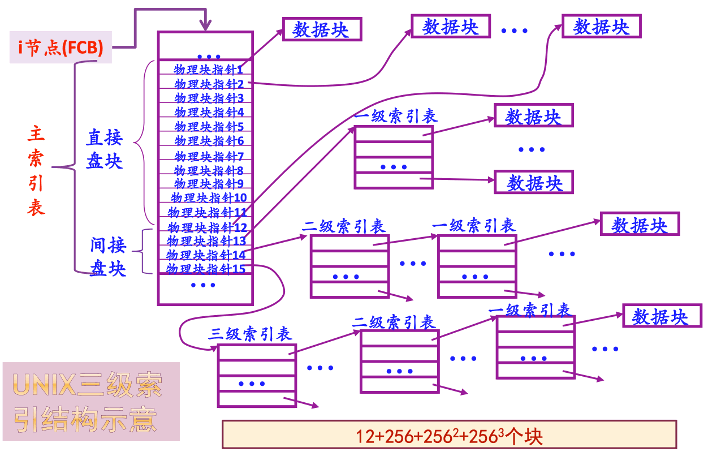 i节点(FCB)
主索引表
直接
盘块
间接
盘块
•••
物理块指针1
物理块指针2
物理块指针3
物理块指针4
物理块指针5
物理块指针6
物理块指针7
物理块指针8
物理块指针9
物理块指针10
物理块指针11
物理块指针12
物理块指针13
物理块指针14
物理块指针15
•••
数据块
数据块
•••
数据块
一级索引表
•••
数据块
•••
数据块
二级索引表
•••
•••
一级索引表
•••
•••
数据块
三级索引表
•••
•••
二级索引表
•••
•••
一级索引表
•••
•••
数据块
UNIX三级索
引结构示意
12+256+256²+256³个块